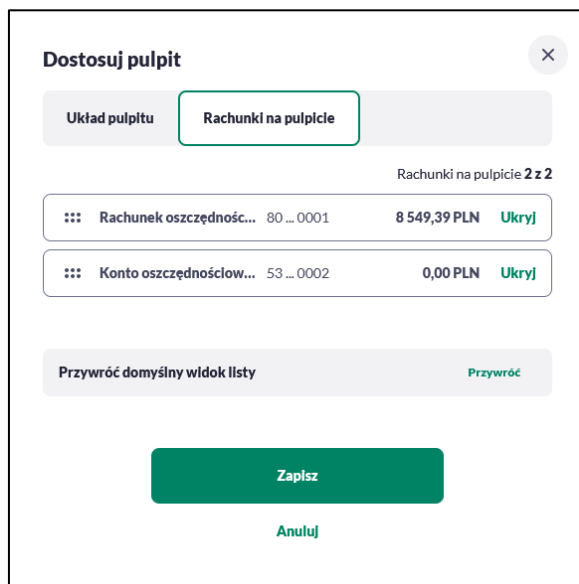 Dostosuj pulpit
Układ pulpitu Rachunki na pulpicie
Rachunki na pulpicie 2 z 2
Rachunek oszczędnośc... 80 ... 0001 8 549,39 PLN Ukryj
Konto oszczędnościow... 53 ... 0002 0,00 PLN Ukryj
Przywróć domyślny widok listy Przywróć
Zapisz
Anuluj